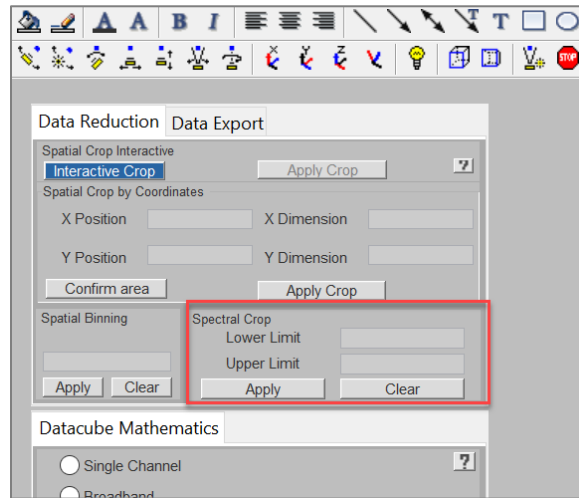 A A B I T T
X Y Z
STOP
Data Reduction Data Export
Spatial Crop Interactive
Interactive Crop Apply Crop ?
Spatial Crop by Coordinates
X Position X Dimension
Y Position Y Dimension
Confirm area Apply Crop
Spatial Binning
Apply Clear
Spectral Crop
Lower Limit
Upper Limit
Apply Clear
Datacube Mathematics
Single Channel ?
Broadband